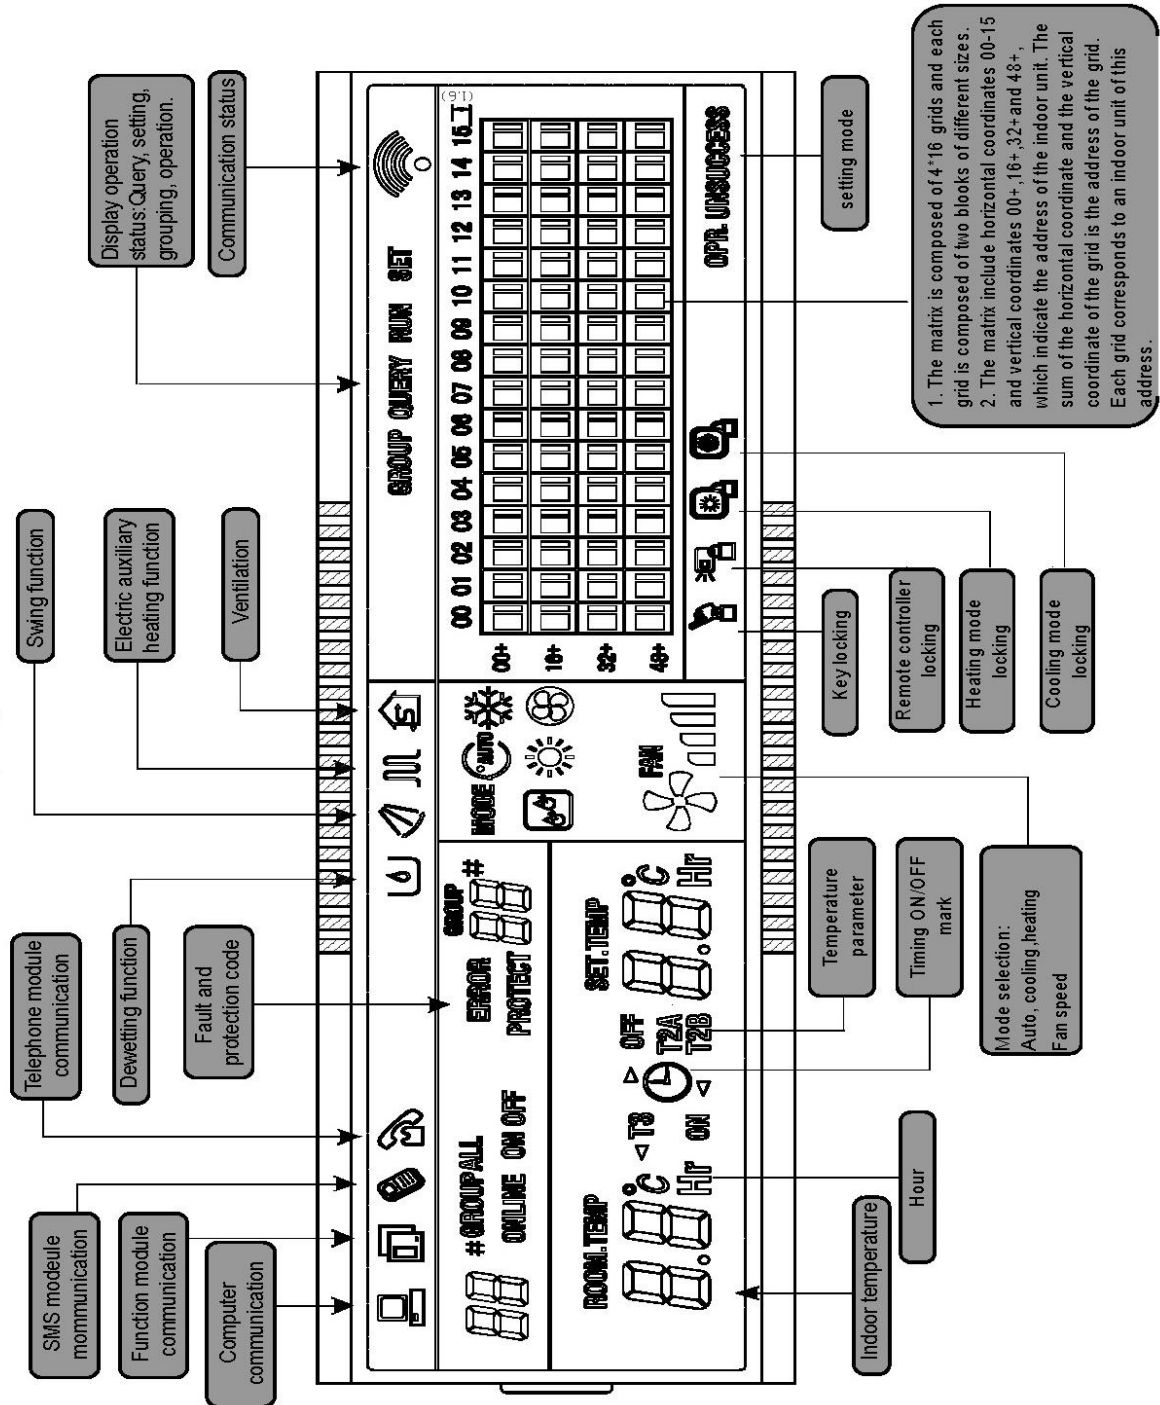 SMS modeule
mommunication
Function module
communication
Computer
communication
Telephone module
communication
Dewetting function
Fault and
protection code
Swing function
Electric auxiliary
heating function
Ventilation
Display operation
status:Query, setting,
grouping, operation.
Communication status
GROUP QUERY RUN SET
# GROUP ALL
ONLINE ON OFF
ERROR
PROTECT
GROUP
#
MODE
AUTO
FAN
00 01 02 03 04 05 06 07 08 09 10 11 12 13 14 15
(1.6)
00+
16+
32+
48+
OPR. UNSUCCESS
ROOM.TEMP
°C
Hr
T3
ON
OFF
T2A
T2B
SET.TEMP
°C
Hr
Indoor temperature
Hour
Temperature
parameter
Timing ON/OFF
mark
Mode selection:
Auto, cooling ,heating
Fan speed
Key locking
Remote controller
locking
Heating mode
locking
Cooling mode
locking
setting mode
1. The matrix is composed of 4*16 grids and each
grid is composed of two blooks of different sizes.
2. The matrix include horizontal coordinates 00-15
and vertical coordinates 00+,16+,32+and 48+,
which indicate the address of the indoor unit. The
sum of the horizontal coordinate and the vertical
coordinate of the grid is the address of the grid.
Each grid corresponds to an indoor unit of this
address.